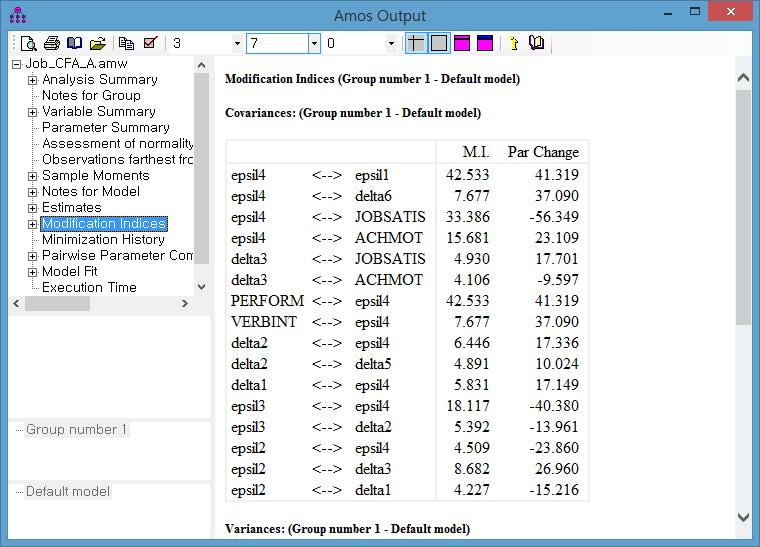 Amos Output
3 7 0
Job_CFA_A.amw
Analysis Summary
Notes for Group
Variable Summary
Parameter Summary
Assessment of normality
Observations farthest frc
Sample Moments
Notes for Model
Estimates
Modification Indices
Minimization History
Pairwise Parameter Com
Model Fit
Execution Time
Group number 1
Default model
Modification Indices (Group number 1 - Default model)
Covariances: (Group number 1 - Default model)
M.I. Par Change
epsil4 <--> epsil1 42.533 41.319
epsil4 <--> delta6 7.677 37.090
epsil4 <--> JOBSATIS 33.386 -56.349
epsil4 <--> ACHMOT 15.681 23.109
delta3 <--> JOBSATIS 4.930 17.701
delta3 <--> ACHMOT 4.106 -9.597
PERFORM <--> epsil4 42.533 41.319
VERBINT <--> epsil4 7.677 37.090
delta2 <--> epsil4 6.446 17.336
delta2 <--> delta5 4.891 10.024
delta1 <--> epsil4 5.831 17.149
epsil3 <--> epsil4 18.117 -40.380
epsil3 <--> delta2 5.392 -13.961
epsil2 <--> epsil4 4.509 -23.860
epsil2 <--> delta3 8.682 26.960
epsil2 <--> delta1 4.227 -15.216
Variances: (Group number 1 - Default model)